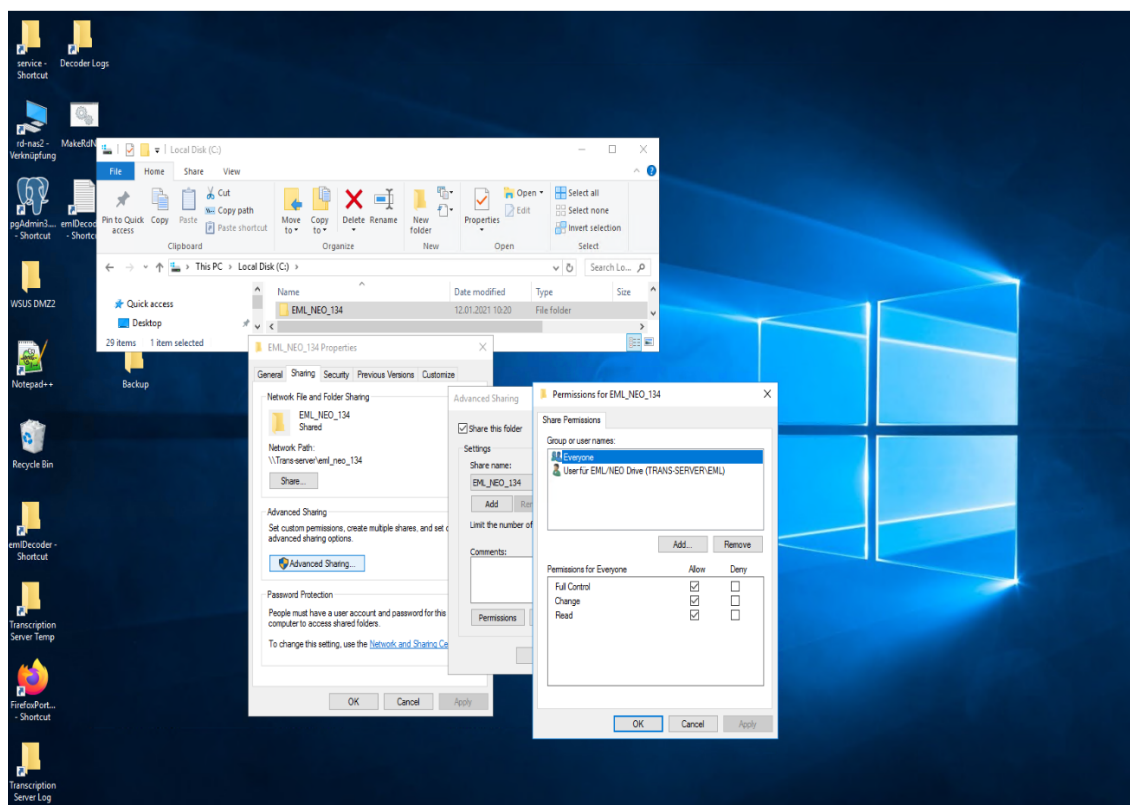 service -
Shortcut
Decoder Logs
rd-nas2 -
Verknüpfung
MakeRdN
pgAdmin3....
- Shortcut
emlDecod
- Shortc
WSUS DMZ2
Notepad++
Backup
Recycle Bin
emlDecoder -
Shortcut
Transcription
Server Temp
FirefoxPort...
- Shortcut
Transcription
Server Log
Local Disk (C:)
File Home Share View
Pin to Quick
access
Copy
Paste
Cut
Copy path
Paste shortcut
Clipboard
Move
to
Copy
to
Delete
Rename
Organize
New
folder
New
Properties
Open
Edit
Open
Select all
Select none
Invert selection
Select
This PC > Local Disk (C:) >
Search Lo...
Quick access
Desktop
Name Date modified Type Size
EML_NEO_134 12.01.2021 10:20 File folder
29 items 1 item selected
EML_NEO_134 Properties
General Sharing Security Previous Versions Customize
Network File and Folder Sharing
EML_NEO_134
Shared
Network Path:
\\Trans-server\eml_neo_134
Share...
Advanced Sharing
Set custom permissions, create multiple shares, and set o
advanced sharing options.
Advanced Sharing...
Password Protection
People must have a user account and password for this
computer to access shared folders.
To change this setting, use the Network and Sharing Ce
OK Cancel Apply
Advanced Sharing
Share this folder
Settings
Share name:
EML_NEO_134
Add Rem
Limit the number of
Comments:
Permissions
Permissions for EML_NEO_134
Share Permissions
Group or user names:
Everyone
User für EML/NEO Drive (TRANS-SERVER\EML)
Add... Remove
Permissions for Everyone Allow Deny
Full Control
Change
Read
OK Cancel Apply